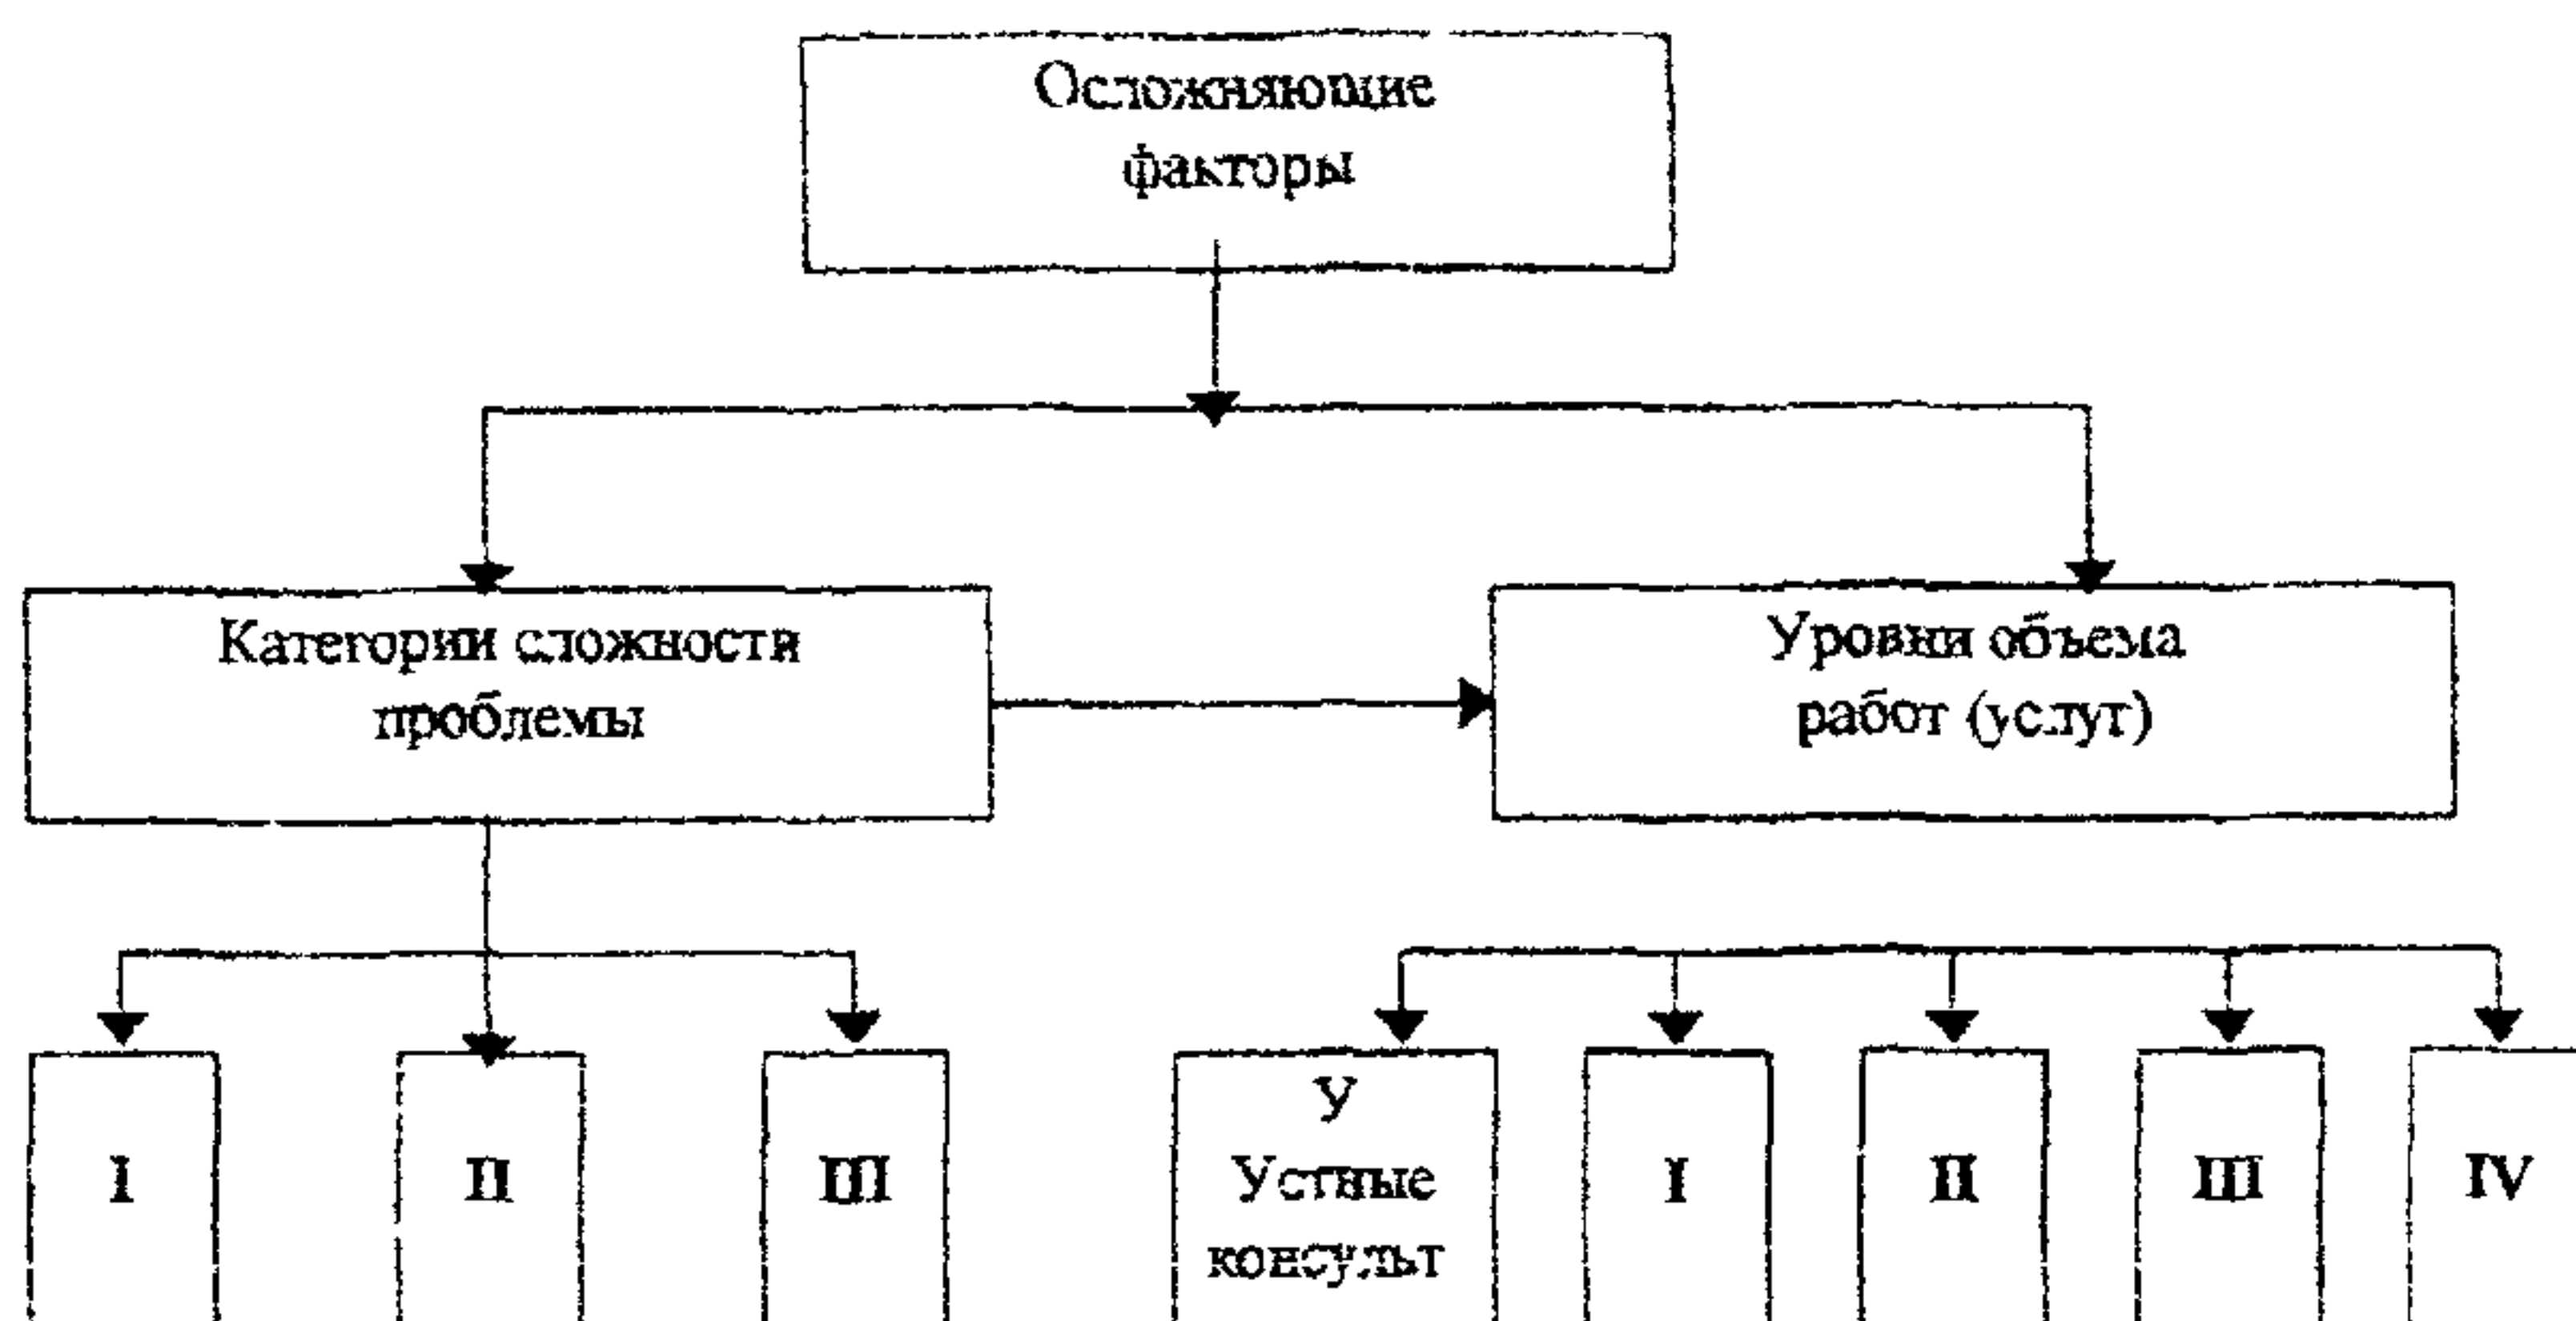 Осложняющие
факторы
Категории сложности
проблемы
Уровни объема
работ (услуг)
I
II
III
У
Устные
консульт
I
II
III
IV